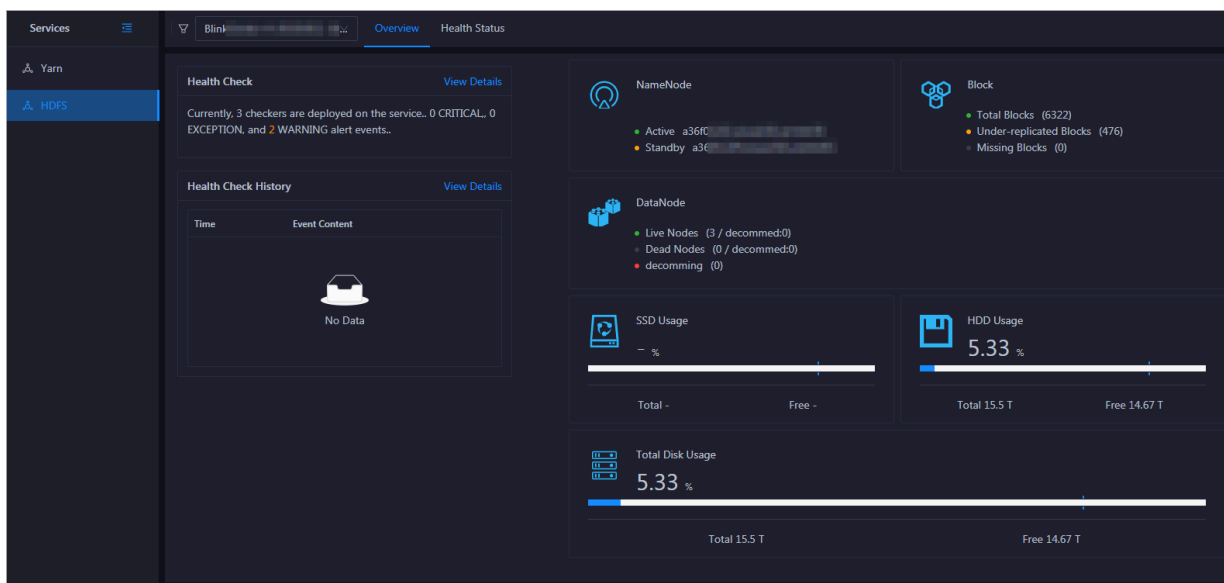 Services
Blink
Overview
Health Status
Yarn
HDFS
Health Check
View Details
Currently, 3 checkers are deployed on the service.. 0 CRITICAL,, 0
EXCEPTION, and 2 WARNING alert events..
Health Check History
View Details
Time
Event Content
No Data
NameNode
Active a36f0
Standby a36
Block
Total Blocks (6322)
Under-replicated Blocks (476)
Missing Blocks (0)
DataNode
Live Nodes (3 / decommed:0)
Dead Nodes (0 / decommed:0)
decomming (0)
SSD Usage
– %
Total -
Free -
HDD Usage
5.33 %
Total 15.5 T
Free 14.67 T
Total Disk Usage
5.33 %
Total 15.5 T
Free 14.67 T